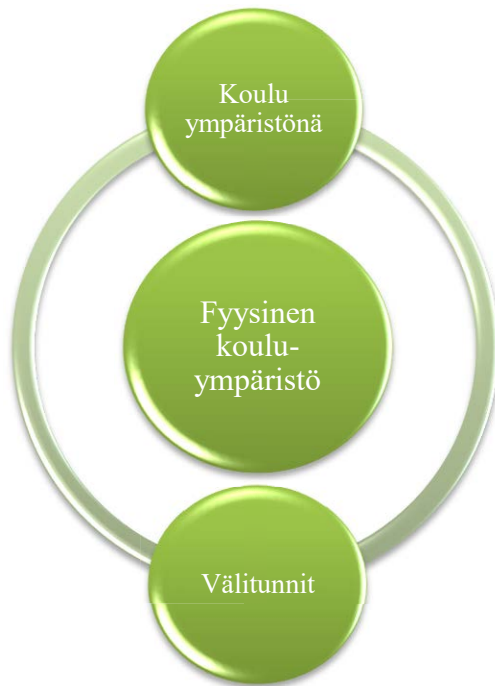 Koulu
ympäristönä
Fyysinen
koulu-
ympäristö
Välitunnit